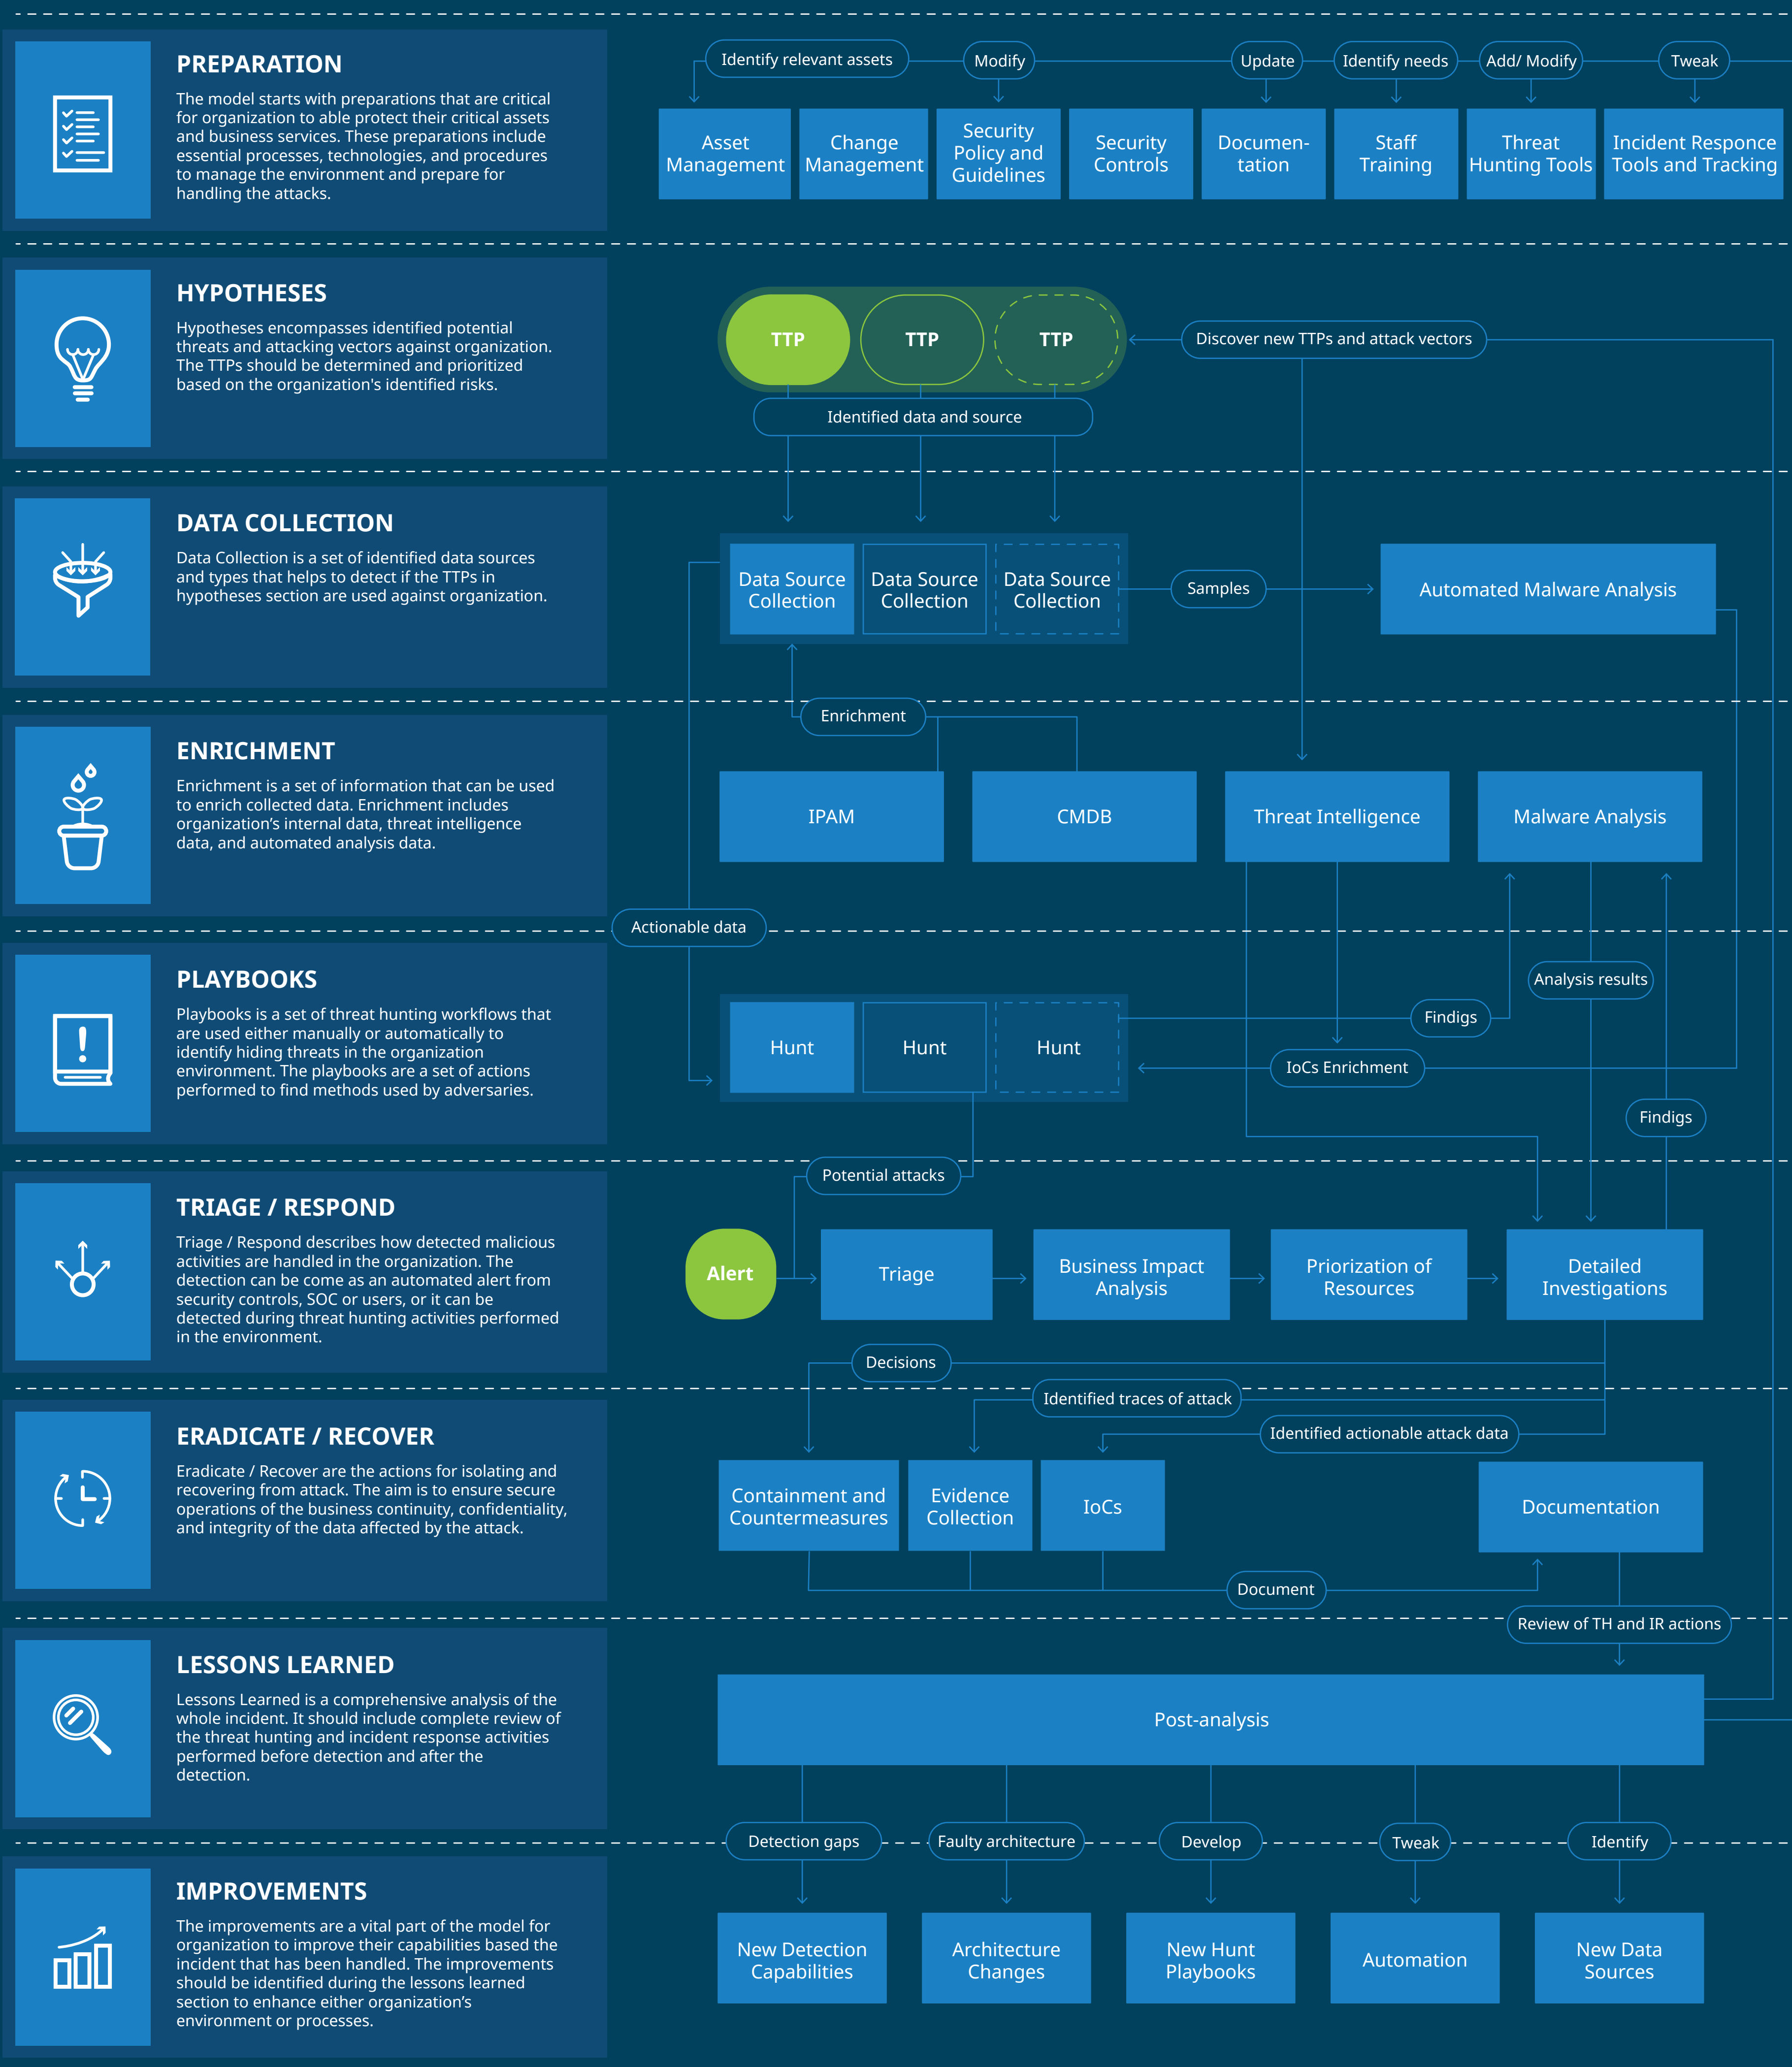 PREPARATION
The model starts with preparations that are critical
for organization to able protect their critical assets
and business services. These preparations include
essential processes, technologies, and procedures
to manage the environment and prepare for
handling the attacks.
Identify relevant assets
Modify
Update
Identify needs
Add/ Modify
Tweak
Asset
Management
Change
Management
Security
Policy and
Guidelines
Security
Controls
Documen-
tation
Staff
Training
Threat
Hunting Tools
Incident Responce
Tools and Tracking
HYPOTHESES
Hypotheses encompasses identified potential
threats and attacking vectors against organization.
The TTPs should be determined and prioritized
based on the organization's identified risks.
TTP
TTP
TTP
Discover new TTPs and attack vectors
Identified data and source
DATA COLLECTION
Data Collection is a set of identified data sources
and types that helps to detect if the TTPs in
hypotheses section are used against organization.
Data Source
Collection
Data Source
Collection
Data Source
Collection
Samples
Automated Malware Analysis
ENRICHMENT
Enrichment is a set of information that can be used
to enrich collected data. Enrichment includes
organization’s internal data, threat intelligence
data, and automated analysis data.
Enrichment
IPAM
CMDB
Threat Intelligence
Malware Analysis
Actionable data
PLAYBOOKS
Playbooks is a set of threat hunting workflows that
are used either manually or automatically to
identify hiding threats in the organization
environment. The playbooks are a set of actions
performed to find methods used by adversaries.
Analysis results
Findigs
Hunt
Hunt
Hunt
IoCs Enrichment
Findigs
TRIAGE / RESPOND
Triage / Respond describes how detected malicious
activities are handled in the organization. The
detection can be come as an automated alert from
security controls, SOC or users, or it can be
detected during threat hunting activities performed
in the environment.
Potential attacks
Alert
Triage
Business Impact
Analysis
Priorization of
Resources
Detailed
Investigations
Decisions
Identified traces of attack
Identified actionable attack data
ERADICATE / RECOVER
Eradicate / Recover are the actions for isolating and
recovering from attack. The aim is to ensure secure
operations of the business continuity, confidentiality,
and integrity of the data affected by the attack.
Containment and
Countermeasures
Evidence
Collection
IoCs
Documentation
Document
Review of TH and IR actions
LESSONS LEARNED
Lessons Learned is a comprehensive analysis of the
whole incident. It should include complete review of
the threat hunting and incident response activities
performed before detection and after the
detection.
Post-analysis
Detection gaps
Faulty architecture
Develop
Tweak
Identify
IMPROVEMENTS
The improvements are a vital part of the model for
organization to improve their capabilities based the
incident that has been handled. The improvements
should be identified during the lessons learned
section to enhance either organization’s
environment or processes.
New Detection
Capabilities
Architecture
Changes
New Hunt
Playbooks
Automation
New Data
Sources